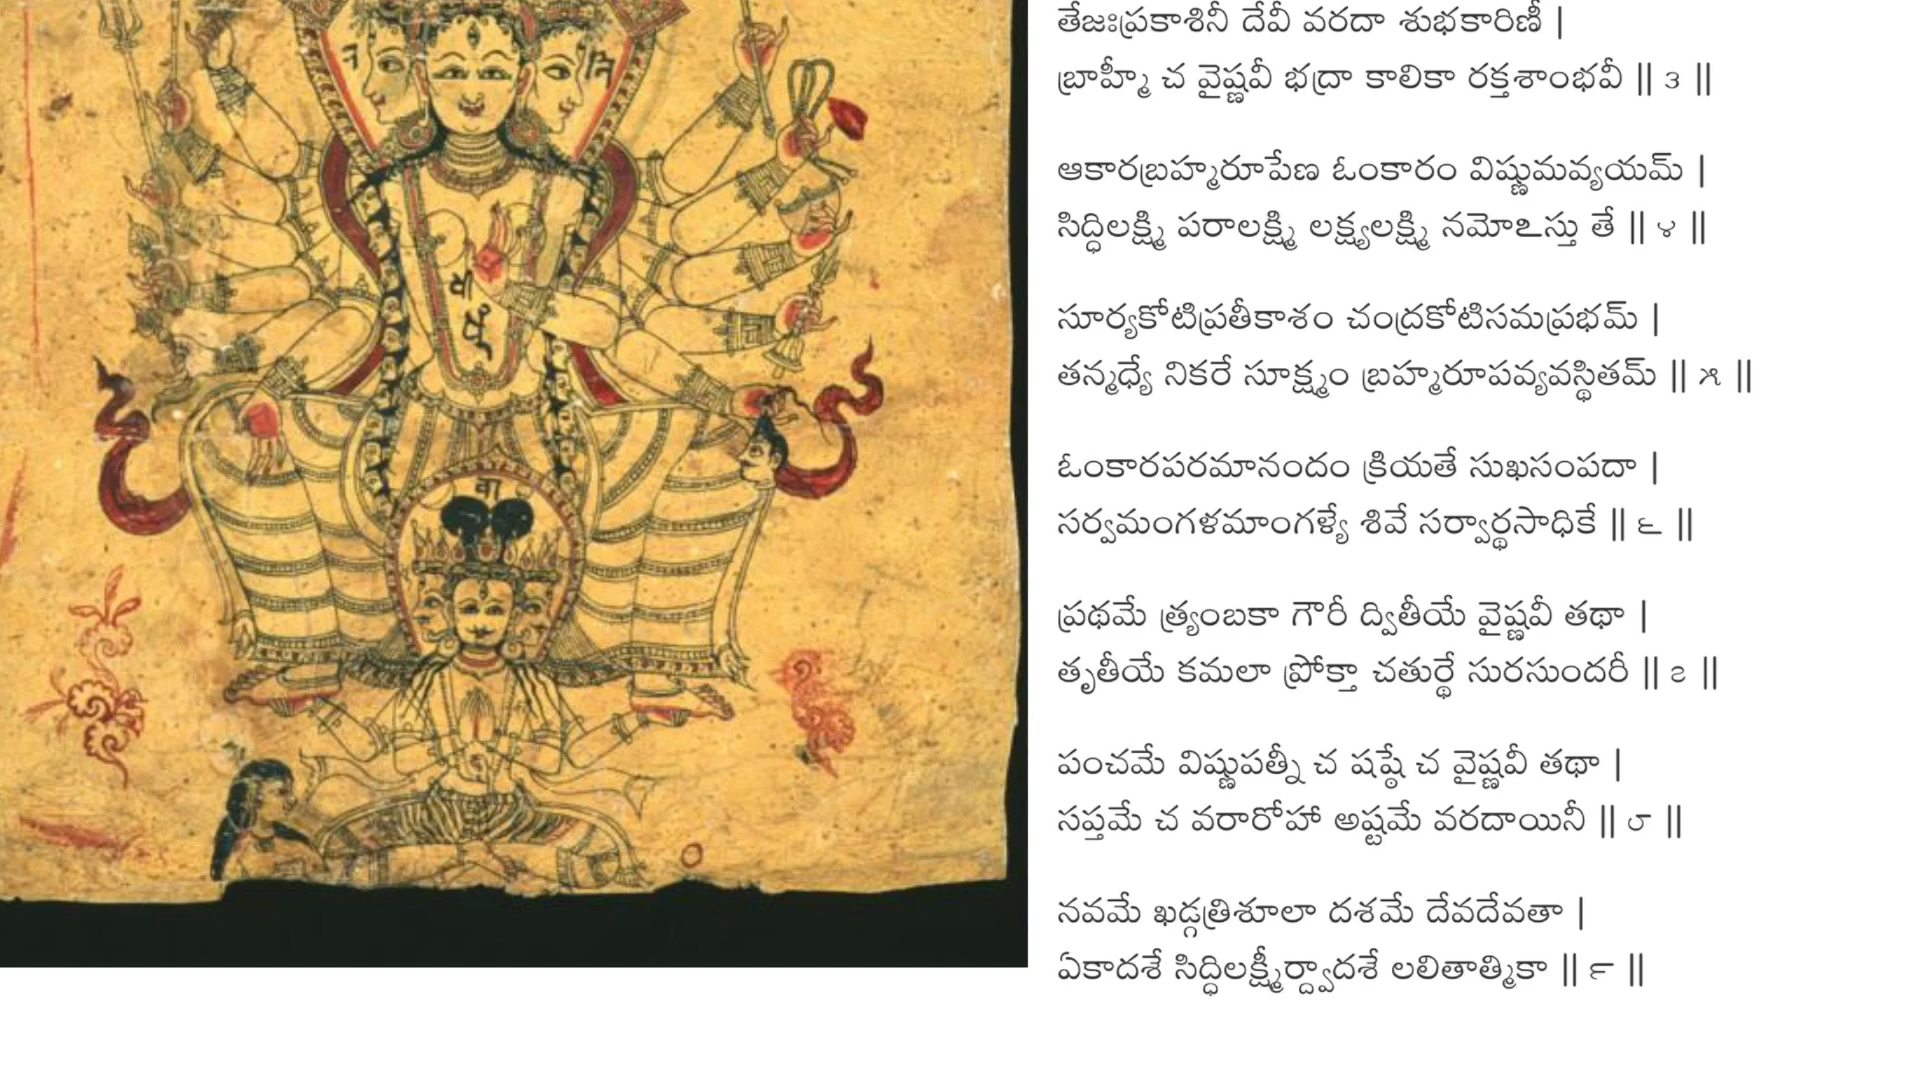 తేజఃప్రకాశినీ దేవీ వరదా శుభకారిణీ |
బ్రాహ్మీ చ వైష్ణవీ భద్రా కాలికా రక్తశాంభవీ || ౩ ||
ఆకారబ్రహ్మరూపేణ ఓంకారం విష్ణుమవ్యయమ్ |
సిద్ధిలక్ష్మి పరాలక్ష్మి లక్ష్యలక్ష్మి నమోఽస్తు తే || ౪ ||
సూర్యకోటిప్రతీకాశం చంద్రకోటిసమప్రభమ్ |
తన్మధ్యే నికరే సూక్ష్మం బ్రహ్మరూపవ్యవస్థితమ్ || ౫ ||
ఓంకారపరమానందం క్రియతే సుఖసంపదా |
సర్వమంగళమాంగళ్యే శివే సర్వార్థసాధికే || ౬ ||
ప్రథమే త్ర్యంబకా గౌరీ ద్వితీయే వైష్ణవీ తథా |
తృతీయే కమలా ప్రోక్తా చతుర్థే సురసుందరీ || ౭ ||
పంచమే విష్ణుపత్నీ చ షష్ఠే చ వైష్ణవీ తథా |
సప్తమే చ వరారోహా అష్టమే వరదాయినీ || ౮ ||
నవమే ఖడ్గత్రిశూలా దశమే దేవదేవతా |
ఏకాదశే సిద్ధిలక్ష్మీర్ద్వాదశే లలితాత్మికా || ౯ ||
वा